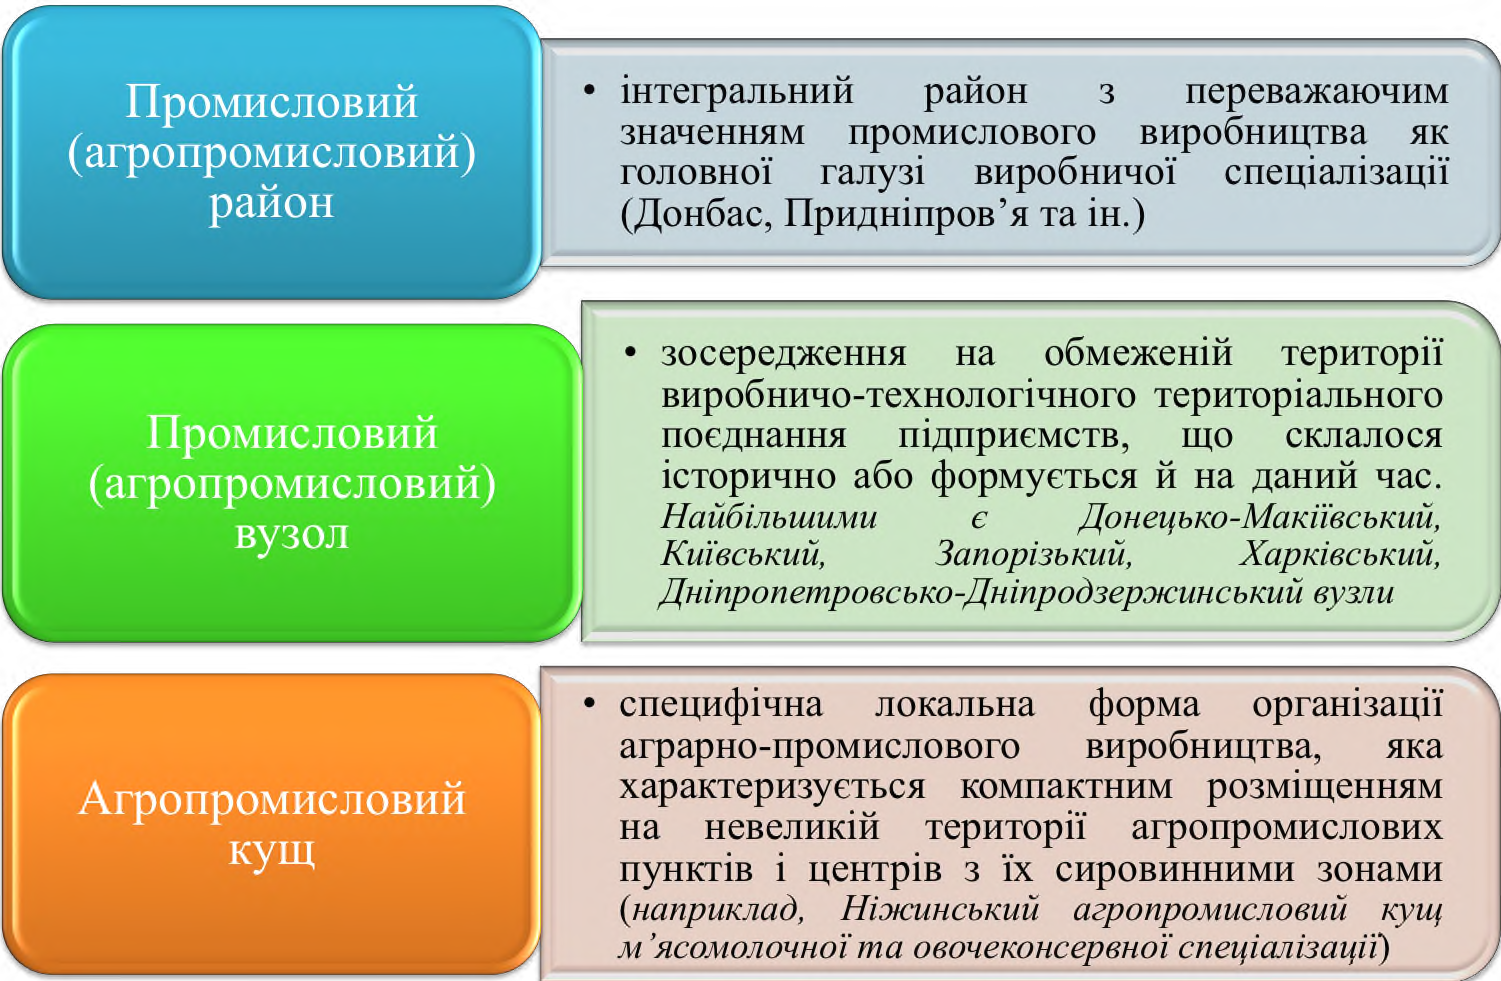 Промисловий
(агропромисловий)
район
• інтегральний район з переважаючим
значенням промислового виробництва як
головної галузі виробничої спеціалізації
(Донбас, Придніпров’я та ін.)
Промисловий
(агропромисловий)
вузол
• зосередження на обмеженій території
виробничо-технологічного територіального
поєднання підприємств, що склалося
історично або формується й на даний час.
Найбільшими є Донецько-Макіївський,
Київський, Запорізький, Харківський,
Дніпропетровсько-Дніпродзержинський вузли
Агропромисловий
кущ
• специфічна локальна форма організації
аграрно-промислового виробництва, яка
характеризується компактним розміщенням
на невеликій території агропромислових
пунктів і центрів з їх сировинними зонами
(наприклад, Ніжинський агропромисловий кущ
м’ясомолочної та овочеконсервної спеціалізації)